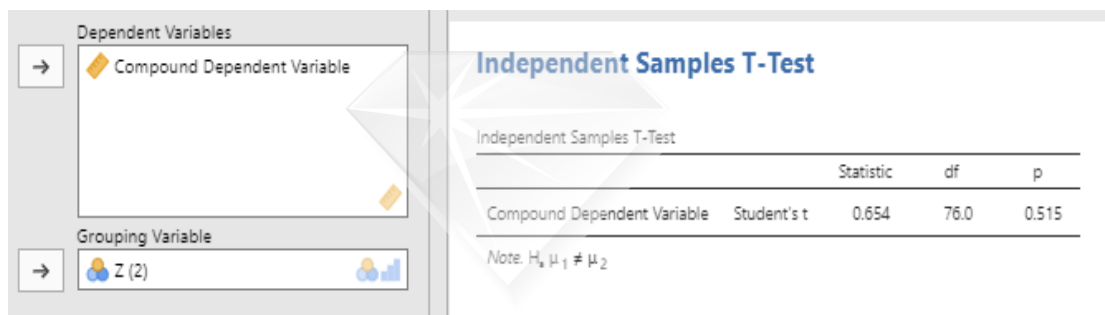 Dependent Variables
→ Compound Dependent Variable
Grouping Variable
→ Z (2)
Independent Samples T-Test
Independent Samples T-Test
Statistic df p
Compound Dependent Variable Student's t 0.654 76.0 0.515
Note. Hₐ μ₁ ≠ μ₂